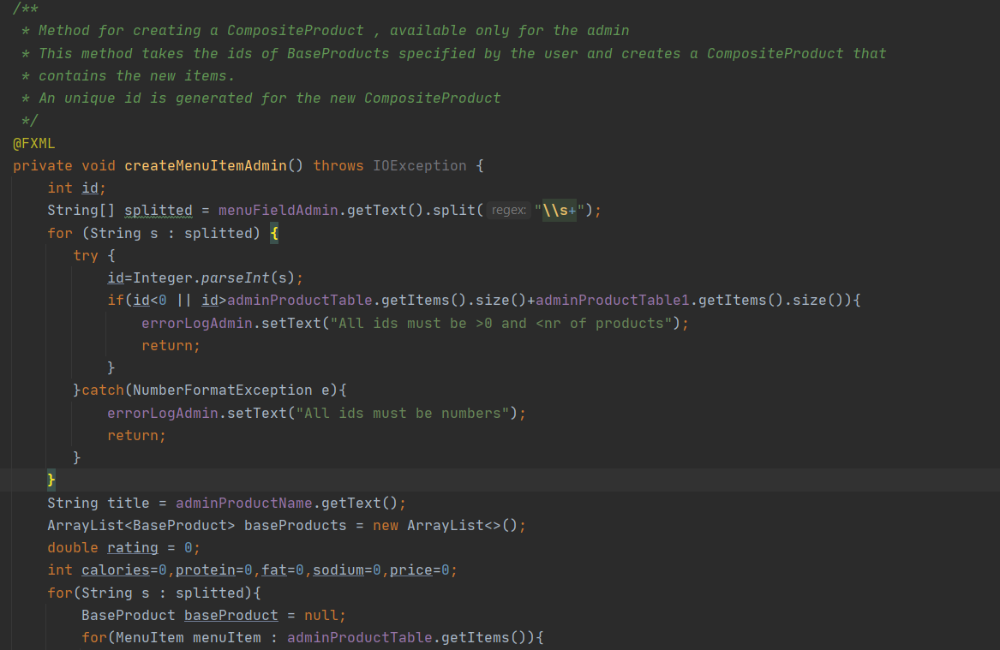 /**
 * Method for creating a CompositeProduct , available only for the admin
 * This method takes the ids of BaseProducts specified by the user and creates a CompositeProduct that
 * contains the new items.
 * An unique id is generated for the new CompositeProduct
 */
@FXML
private void createMenuItemAdmin() throws IOException {
    int id;
    String[] splitted = menuFieldAdmin.getText().split( regex: "\\s+");
    for (String s : splitted) {
       try {
           id=Integer.parseInt(s);
           if(id<0 || id>adminProductTable.getItems().size()+adminProductTable1.getItems().size()){
               errorLogAdmin.setText("All ids must be >0 and <nr of products");
               return;
           }
       }catch(NumberFormatException e){
           errorLogAdmin.setText("All ids must be numbers");
           return;
       }
    }
    String title = adminProductName.getText();
    ArrayList<BaseProduct> baseProducts = new ArrayList<>();
    double rating = 0;
    int calories=0,protein=0,fat=0,sodium=0,price=0;
    for(String s : splitted){
        BaseProduct baseProduct = null;
        for(MenuItem menuItem : adminProductTable.getItems()){